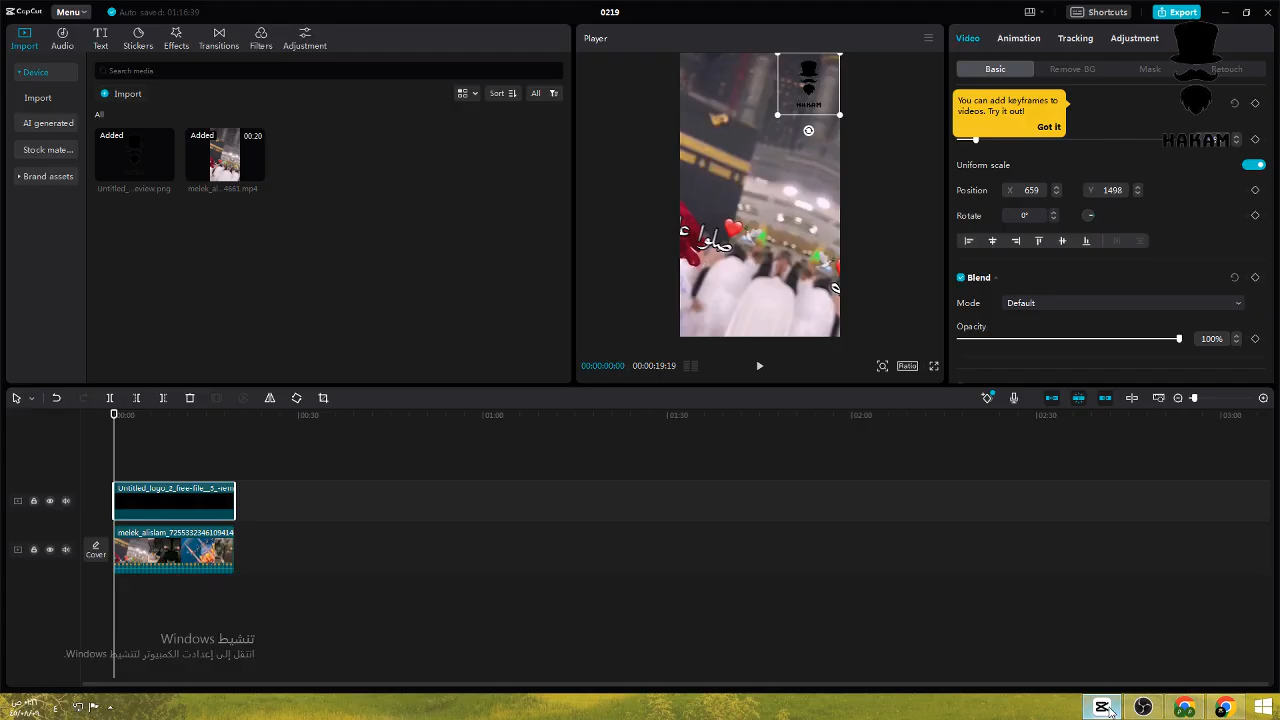 CapCut
Menu
Auto saved: 01:16:39
0219
Shortcuts
Export
Import
Audio
Text
Stickers
Effects
Transitions
Filters
Adjustment
Player
Video
Animation
Tracking
Adjustment
Device
Search media
Basic
Remove BG
Mask
Retouch
Import
Import
Sort
All
All
AI generated
Stock mate...
Brand assets
Added
Added
00:20
Untitled_...eview.png
melek_al...4661.mp4
HAKAM
You can add keyframes to
videos. Try it out!
Got it
HAKAM
Uniform scale
Position
X 659
Y 1498
Rotate
0°
Blend
Mode
Default
Opacity
100%
00:00:00:00
00:00:19:19
Ratio
00:00
00:30
01:00
01:30
02:00
02:30
03:00
Untitled_logo_2_free-file__3_-rem
melek_alislam_7255332346109414
Cover
تنشيط Windows
انتقل إلى إعدادات الكمبيوتر لتنشيط Windows.